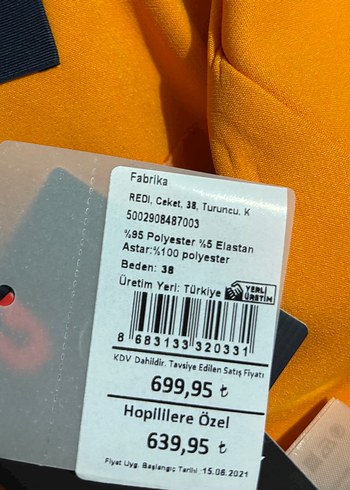 Fabrika
REDI, Ceket, 38, Turuncu, K
5002908487003
%95 Polyester %5 Elastan
Astar:%100 polyester
Beden: 38
Üretim Yeri: Türkiye
YERLİ
ÜRETİM
8 683133 320331
KDV Dahildir. Tavsiye Edilen Satış Fiyatı
699,95 ₺
Hopililere Özel
639,95 ₺
Fiyat Uyg. Başlangıç Tarihi :15.06.2021